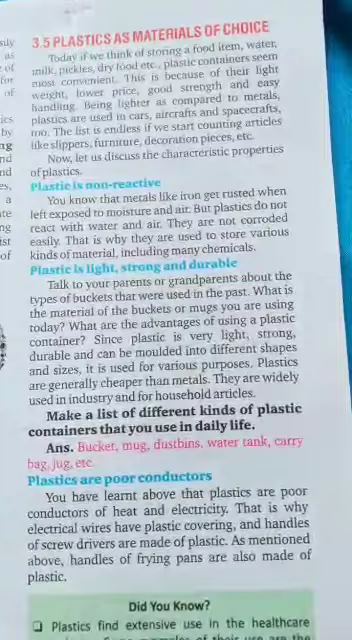 3.5 PLASTICS AS MATERIALS OF CHOICE
Today if we think of storing a food item, water,
milk, pickles, dry food etc., plastic containers seem
most convenient. This is because of their light
weight, lower price, good strength and easy
handling. Being lighter as compared to metals,
plastics are used in cars, aircrafts and spacecrafts,
too. The list is endless if we start counting articles
like slippers, furniture, decoration pieces, etc.
Now, let us discuss the characteristic properties
of plastics.
Plastic is non-reactive
You know that metals like iron get rusted when
left exposed to moisture and air. But plastics do not
react with water and air. They are not corroded
easily. That is why they are used to store various
kinds of material, including many chemicals.
Plastic is light, strong and durable
Talk to your parents or grandparents about the
types of buckets that were used in the past. What is
the material of the buckets or mugs you are using
today? What are the advantages of using a plastic
container? Since plastic is very light, strong,
durable and can be moulded into different shapes
and sizes, it is used for various purposes. Plastics
are generally cheaper than metals. They are widely
used in industry and for household articles.
Make a list of different kinds of plastic
containers that you use in daily life.
Ans. Bucket, mug, dustbins, water tank, carry
bag, jug, etc.
Plastics are poor conductors
You have learnt above that plastics are poor
conductors of heat and electricity. That is why
electrical wires have plastic covering, and handles
of screw drivers are made of plastic. As mentioned
above, handles of frying pans are also made of
plastic.
Did You Know?
❑ Plastics find extensive use in the healthcare